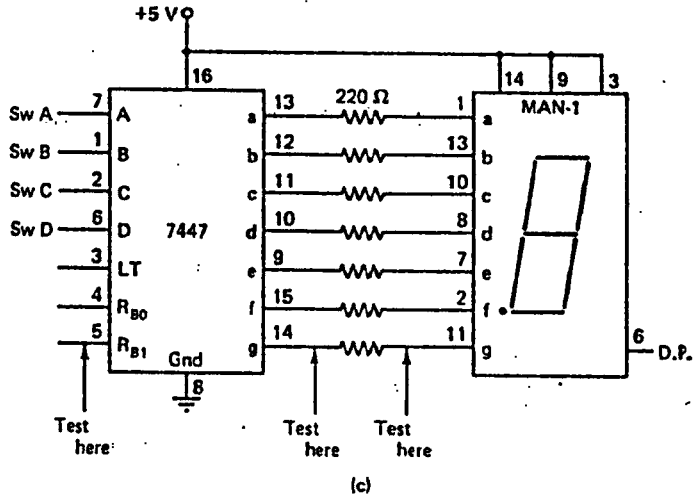 +5 V
16
14 9 3
MAN-1
220 Ω
Sw A 7 A a 13 1 a
Sw B 1 B b 12 13 b
Sw C 2 C c 11 10 c
Sw D 6 D 7447 d 10 8 d
3 LT e 9 7 e
4 RB0 f 15 2 f
5 RB1 g 14 11 g
6 D.P.
Gnd
8
Test here
Test here
Test here
(c)